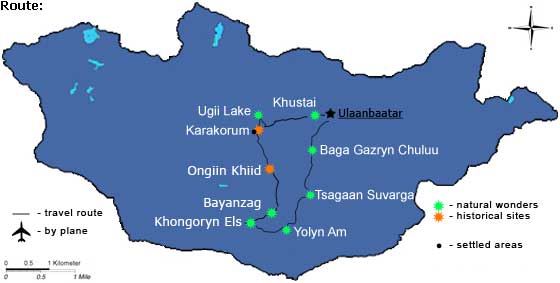 Route:
Ugii Lake
Khustai
Ulaanbaatar
Karakorum
Baga Gazryn Chuluu
Ongiin Khiid
Bayanzag
Tsagaan Suvarga
Khongoryn Els
Yolyn Am
- travel route
- by plane
- natural wonders
- historical sites
- settled areas
0 0.5 1 Kilometer
0 0.5 1 Mile